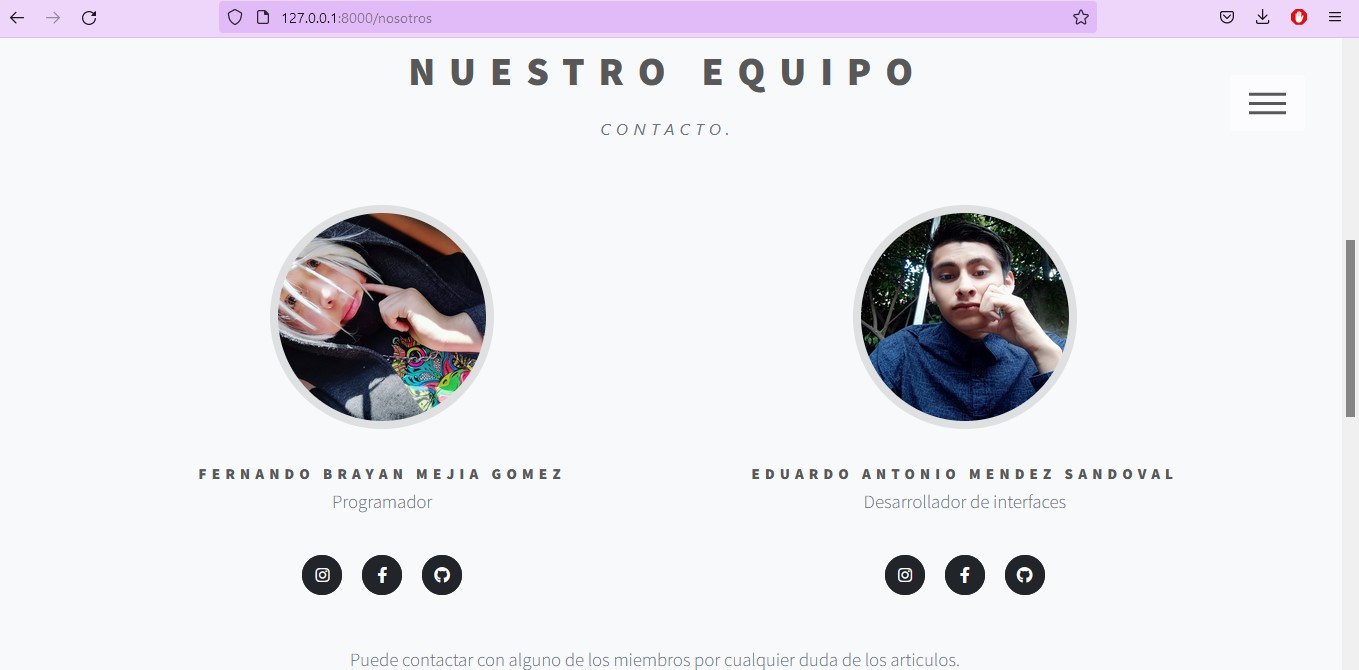 127.0.0.1:8000/nosotros
NUESTRO EQUIPO
CONTACTO.
FERNANDO BRAYAN MEJIA GOMEZ
Programador
EDUARDO ANTONIO MENDEZ SANDOVAL
Desarrollador de interfaces
Puede contactar con alguno de los miembros por cualquier duda de los articulos.